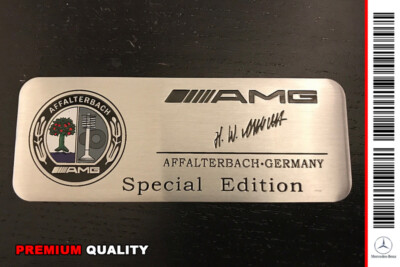 AFFALTERBACH
AMG
AMG
AFFALTERBACH·GERMANY
Special Edition
PREMIUM QUALITY
Mercedes-Benz